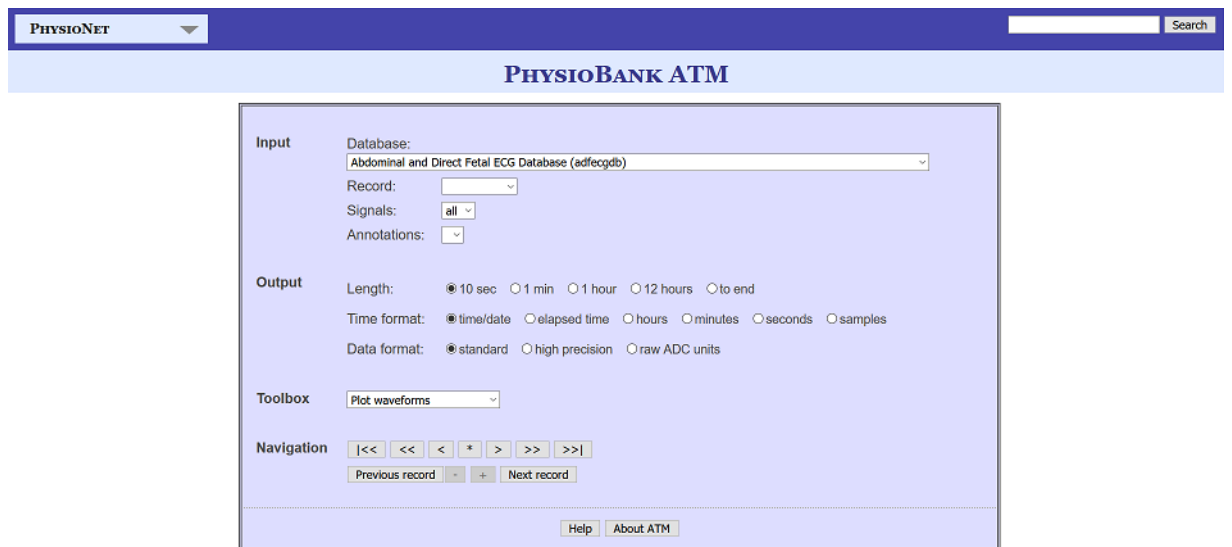 PHYSIONET
Search
PHYSIOBANK ATM
Input
Database:
Abdominal and Direct Fetal ECG Database (adfecgdb)
Record:
Signals: all
Annotations:
Output
Length: 10 sec 1 min 1 hour 12 hours to end
Time format: time/date elapsed time hours minutes seconds samples
Data format: standard high precision raw ADC units
Toolbox Plot waveforms
Navigation |<< << < * > >> >>|
Previous record - + Next record
Help About ATM